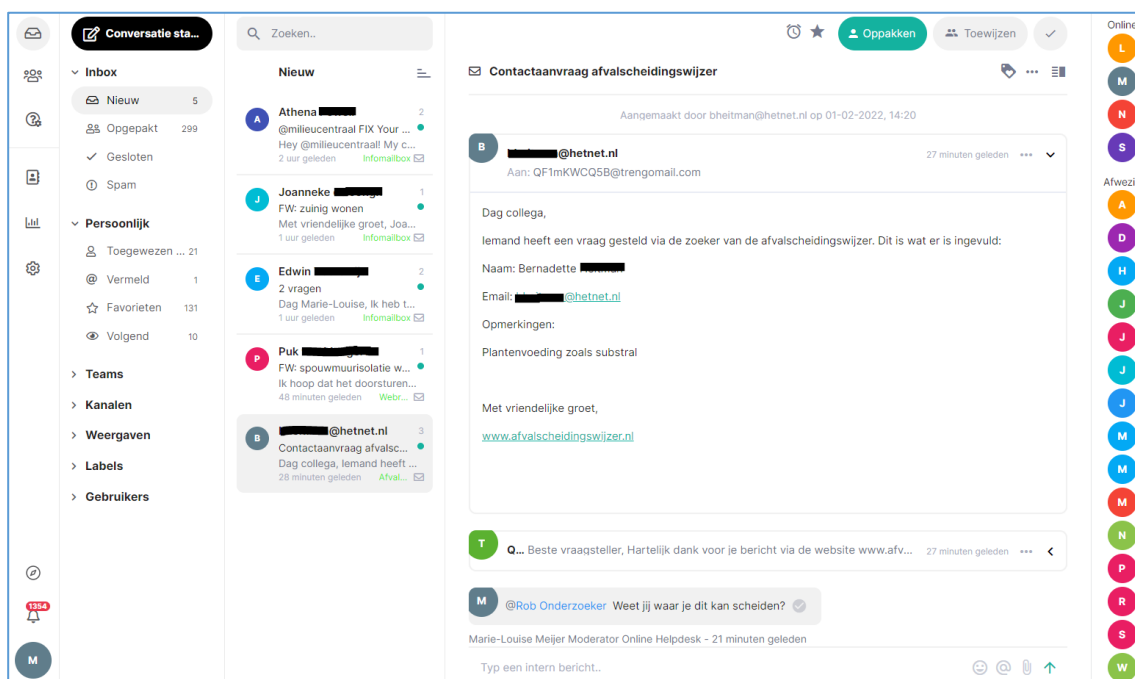 Conversatie sta...
Inbox
Nieuw 5
Opgepakt 299
Gesloten
Spam
Persoonlijk
Toegewezen ... 21
Vermeld 1
Favorieten 131
Volgend 10
Teams
Kanalen
Weergaven
Labels
Gebruikers
1354
M
Zoeken..
Nieuw
A
Athena 2
@milieucentraal FIX Your ...
Hey @milieucentraal! My c...
2 uur geleden Infomailbox
J
Joanneke 1
FW: zuinig wonen
Met vriendelijke groet, Joa...
1 uur geleden Infomailbox
E
Edwin 2
2 vragen
Dag Marie-Louise, Ik heb t...
1 uur geleden Infomailbox
P
Puk 1
FW: spouwmuurisolatie w...
Ik hoop dat het doorsturen...
48 minuten geleden Webr...
B
@hetnet.nl 3
Contactaanvraag afvalsc...
Dag collega, Iemand heeft ...
28 minuten geleden Afval...
Oppakken
Toewijzen
Contactaanvraag afvalscheidingswijzer
Aangemaakt door bheitman@hetnet.nl op 01-02-2022, 14:20
B
@hetnet.nl 27 minuten geleden
Aan: QF1mKWCQ5B@trengomail.com
Dag collega,
Iemand heeft een vraag gesteld via de zoeker van de afvalscheidingswijzer. Dit is wat er is ingevuld:
Naam: Bernadette
Email: @hetnet.nl
Opmerkingen:
Plantenvoeding zoals substral
Met vriendelijke groet,
www.afvalscheidingswijzer.nl
T
Q... Beste vraagsteller, Hartelijk dank voor je bericht via de website www.afv... 27 minuten geleden
M
@Rob Onderzoeker Weet jij waar je dit kan scheiden?
Marie-Louise Meijer Moderator Online Helpdesk - 21 minuten geleden
Typ een intern bericht..
Online
L
M
N
S
Afwezi
A
D
H
J
J
J
J
M
M
M
N
P
R
S
W